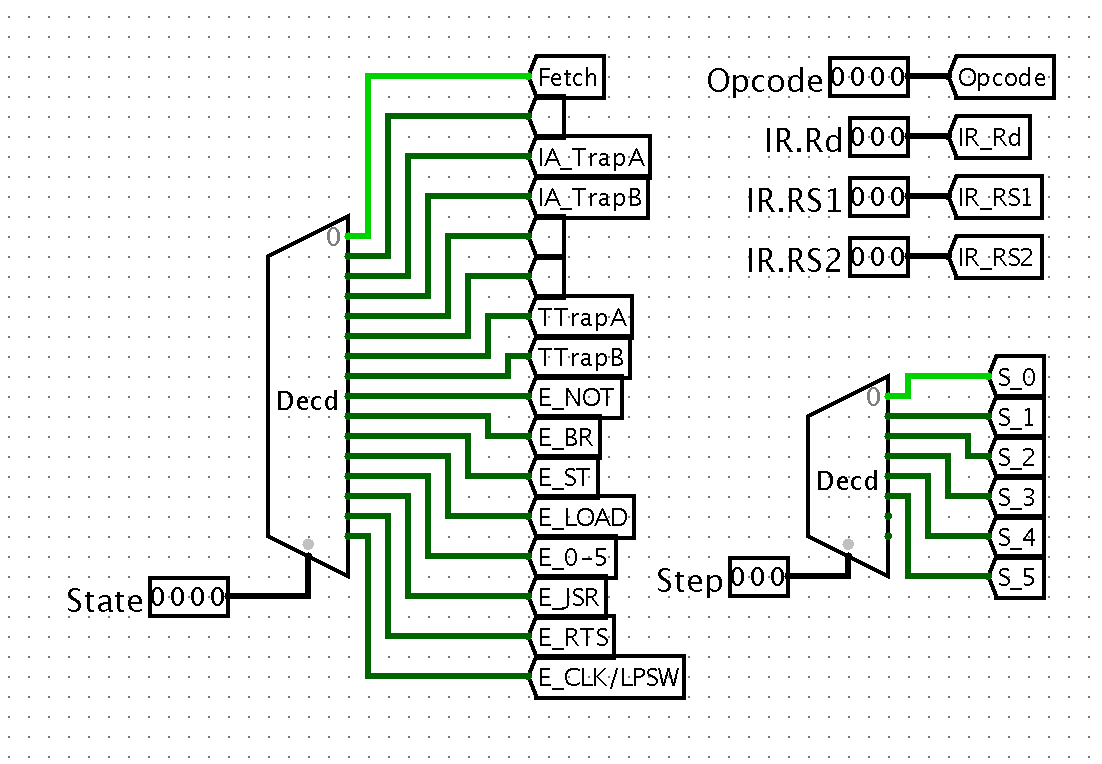 Fetch
IA_TrapA
IA_TrapB
TTrapA
TTrapB
E_NOT
E_BR
E_ST
E_LOAD
E_0-5
E_JSR
E_RTS
E_CLK/LPSW
0
Decd
State 0000
Opcode 0000 Opcode
IR.Rd 000 IR_Rd
IR.RS1 000 IR_RS1
IR.RS2 000 IR_RS2
S_0
S_1
S_2
S_3
S_4
S_5
0
Decd
Step 000